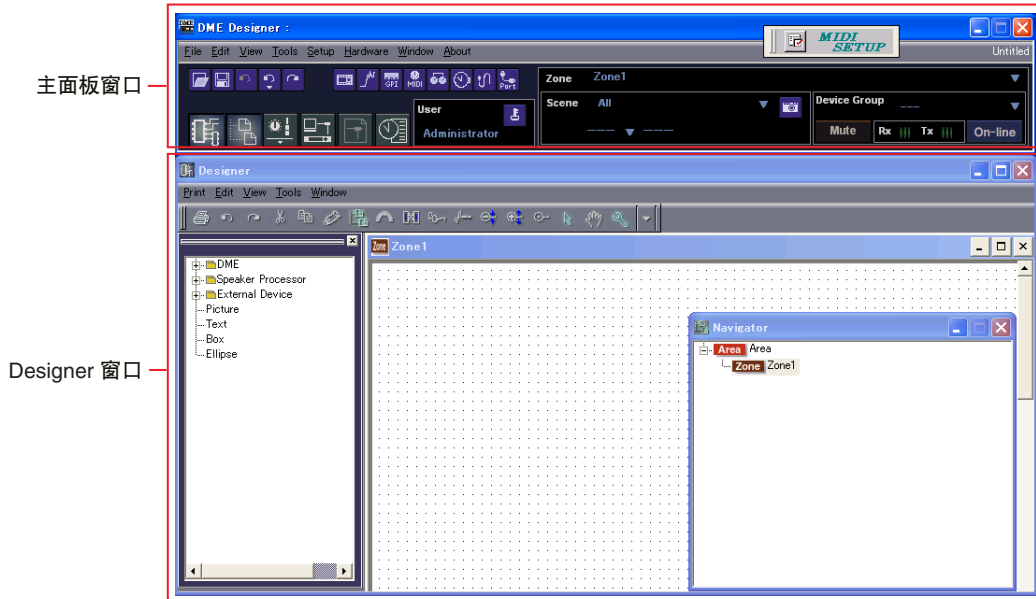 主面板窗口
DME Designer :
MIDI SETUP
File Edit View Tools Setup Hardware Window About
Untitled
GPI MIDI Port
Zone Zone1
User
Administrator
Scene All
--- ---
Device Group ---
Mute Rx Tx On-line
Designer 窗口
Designer
Print Edit View Tools Window
DME
Speaker Processor
External Device
Picture
Text
Box
Ellipse
Zone Zone1
Navigator
Area Area
Zone Zone1